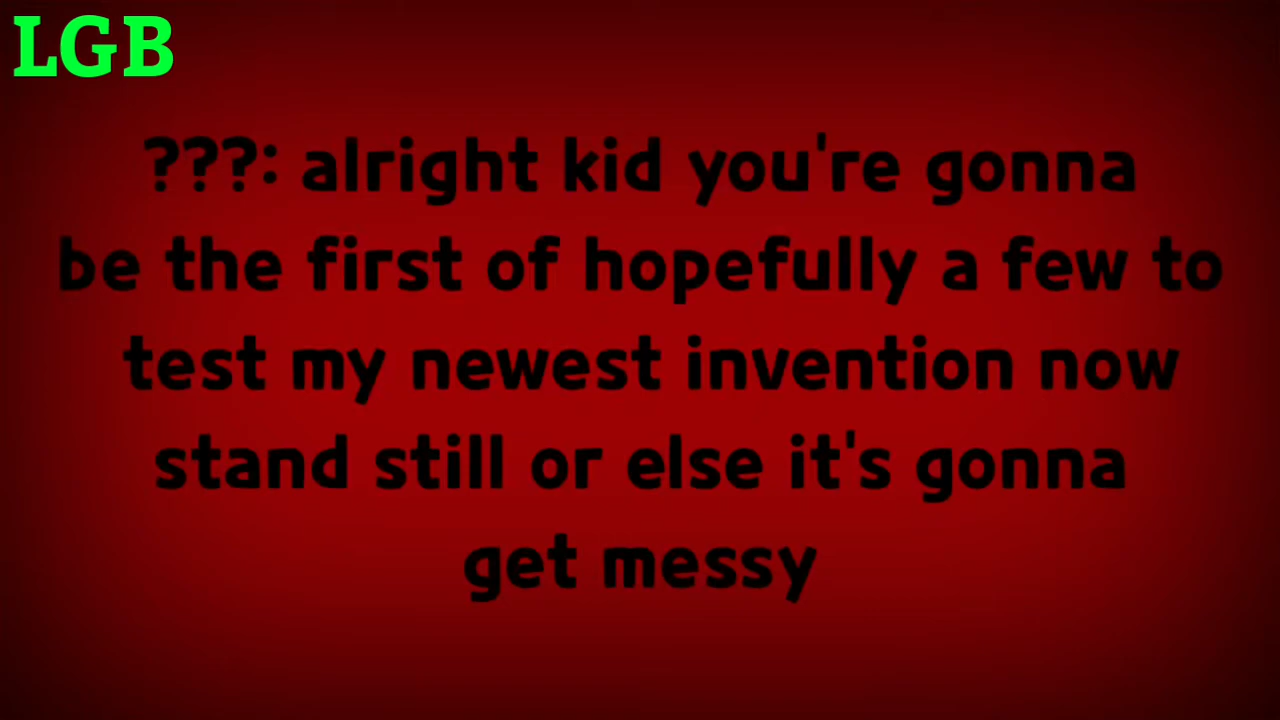 LGB
???: alright kid you're gonna
be the first of hopefully a few to
test my newest invention now
stand still or else it's gonna
get messy